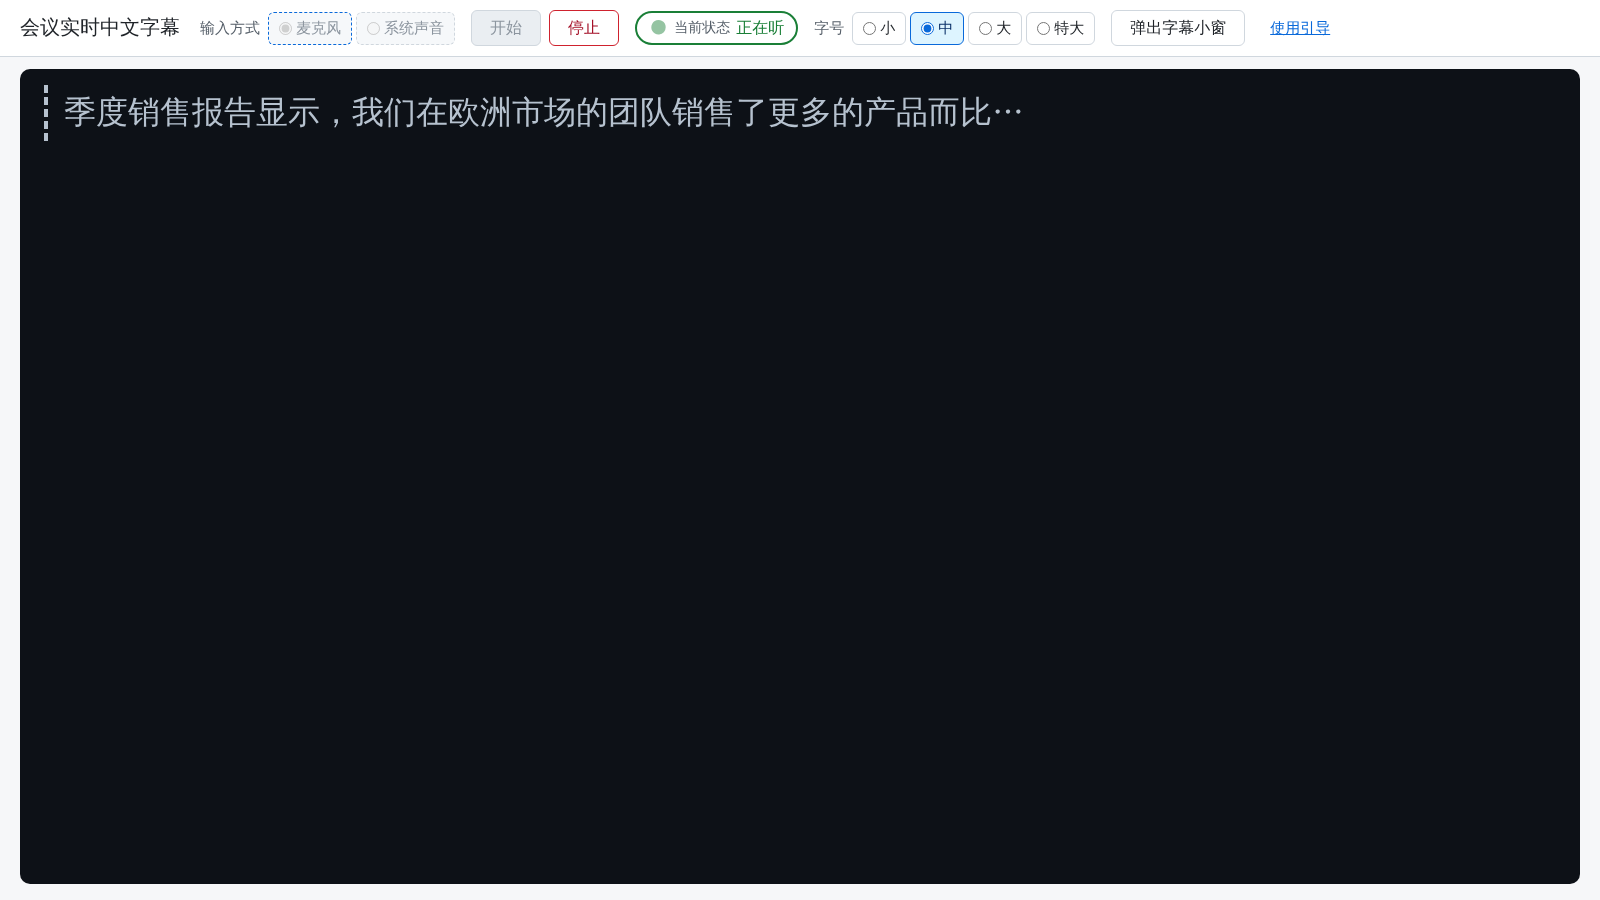 会议实时中文字幕 输入方式 麦克风 系统声音 开始 停止 当前状态 正在听 字号 小 中 大 特大 弹出字幕小窗 使用引导
季度销售报告显示，我们在欧洲市场的团队销售了更多的产品而比…